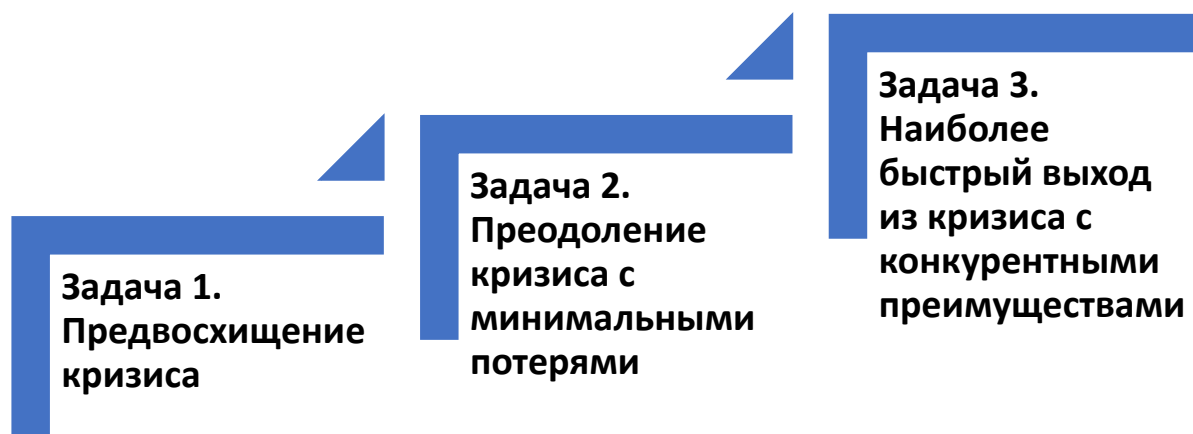 Задача 1.
Предвосхищение
кризиса
Задача 2.
Преодоление
кризиса с
минимальными
потерями
Задача 3.
Наиболее
быстрый выход
из кризиса с
конкурентными
преимуществами